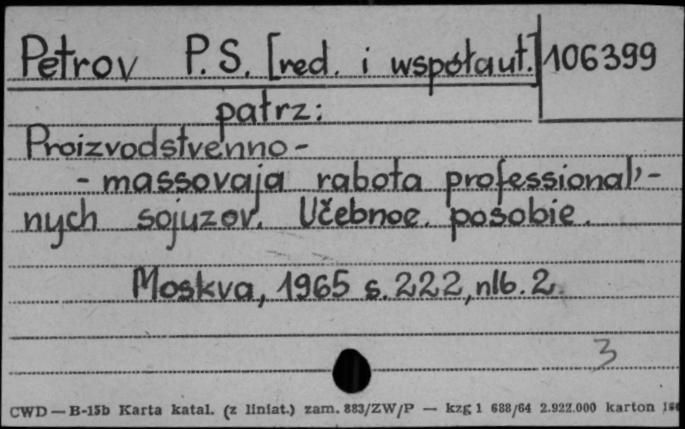 Petrov P.S. [red. i współaut.] 106399
patrz:
Proizvodstvenno-
- massovaja rabota professional'-
nych sojuzov. Učebnoe posobie.
Moskva, 1965 s. 222, nlb. 2
3
CWD — B-15b Karta katal. (z liniat.) zam. 883/ZW/P — kzg 1 688/64 2.922.000 karton